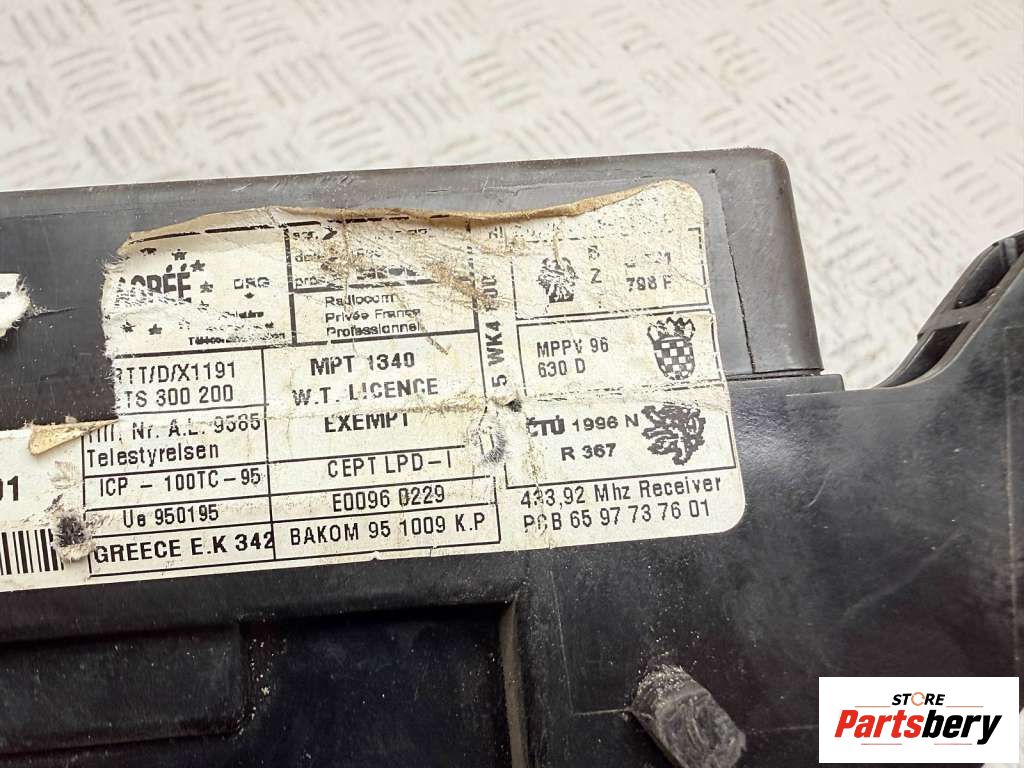 AGRÉÉ
DRG
Radiocom
Privée France
Professionnel
798 F
5 WK4
MPT 1340
W.T. LICENCE
EXEMPT
MPPV 96
630 D
RTT/D/X1191
TS 300 200
Nr. A.L. 9585
Telestyrelsen
ICP - 100TC - 95
Ue 950195
GREECE E.K 342
CEPT LPD - I
E0096 0229
BAKOM 95 1009 K.P
ČTÚ 1996 N
R 367
433,92 Mhz Receiver
PCB 65 97 73 76 01
01
STORE
Partsbery